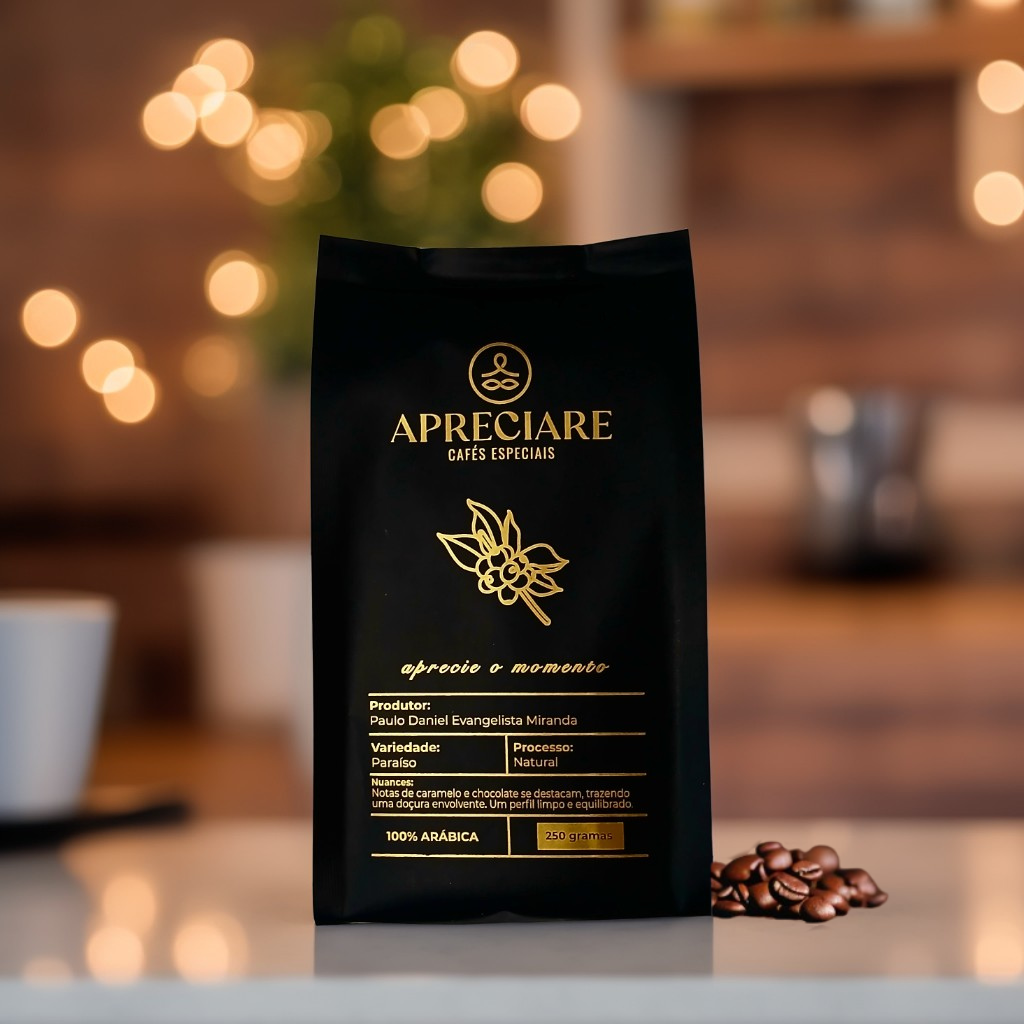 APRECIARE
CAFÉS ESPECIAIS
aprecie o momento
Produtor:
Paulo Daniel Evangelista Miranda
Variedade:
Paraíso
Processo:
Natural
Nuances:
Notas de caramelo e chocolate se destacam, trazendo
uma doçura envolvente. Um perfil limpo e equilibrado.
100% ARÁBICA
250 gramas